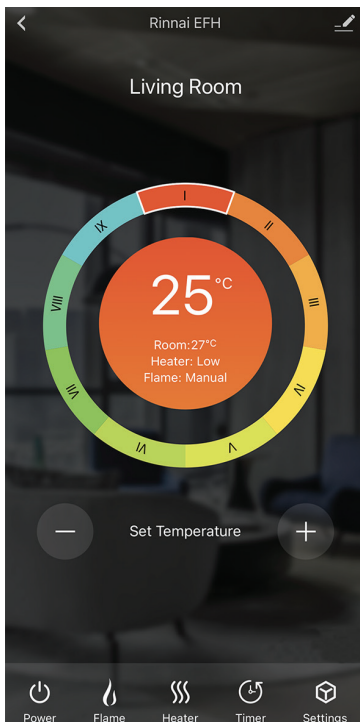 Rinnai EFH
Living Room
I
II
III
IV
V
VI
VII
VIII
IX
25°C
Room:27°C
Heater: Low
Flame: Manual
Set Temperature
Power
Flame
Heater
Timer
Settings